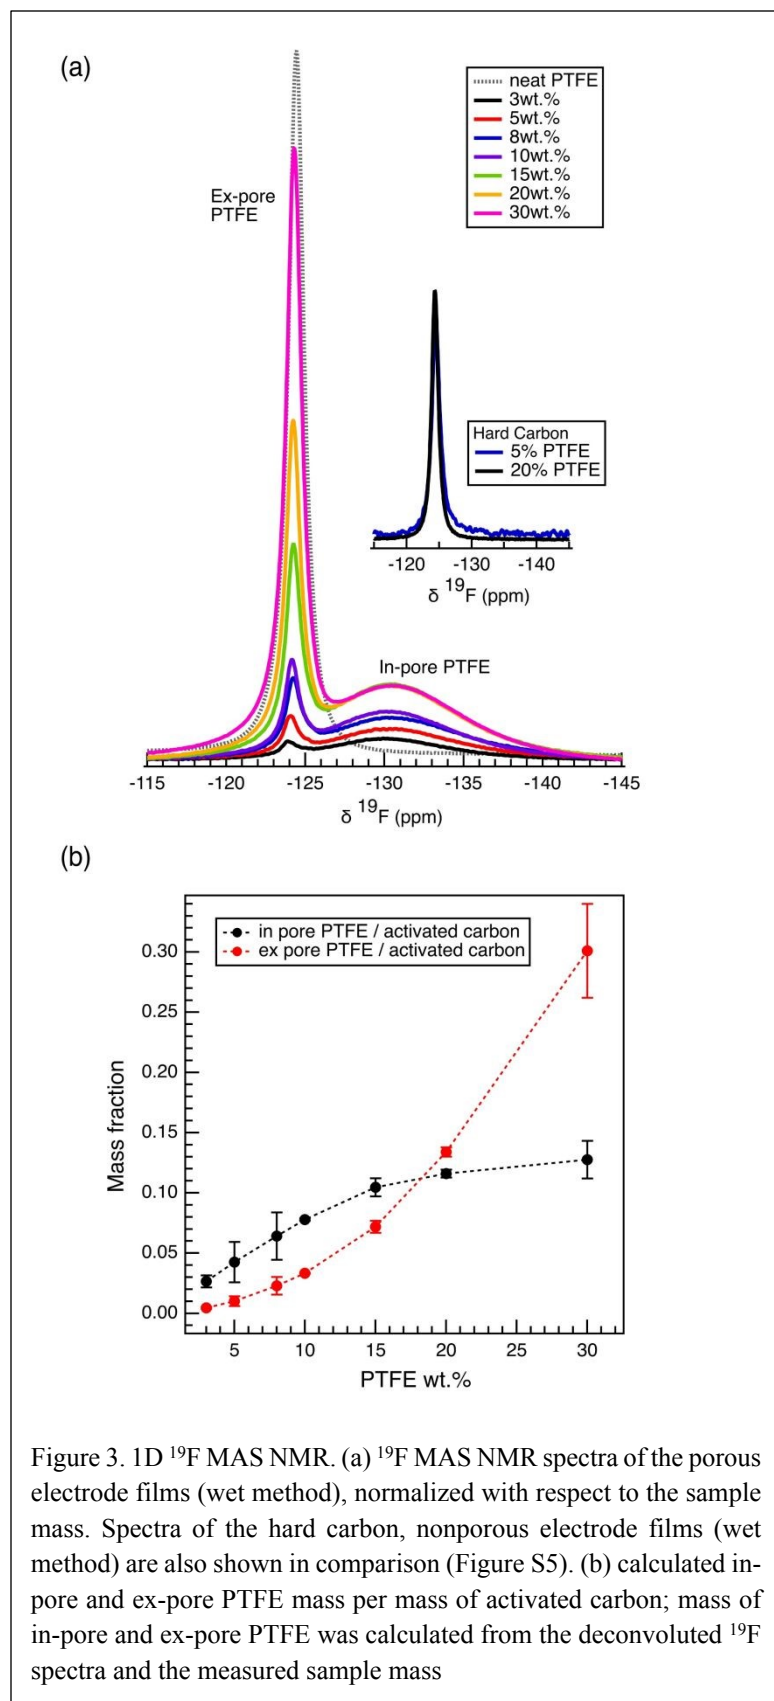 (a)
neat PTFE
3wt.%
5wt.%
8wt.%
10wt.%
15wt.%
20wt.%
30wt.%
Ex-pore
PTFE
Hard Carbon
5% PTFE
20% PTFE
-120 -130 -140
δ ¹⁹F (ppm)
In-pore PTFE
-115 -120 -125 -130 -135 -140 -145
δ ¹⁹F (ppm)
(b)
in pore PTFE / activated carbon
ex pore PTFE / activated carbon
0.30
0.25
0.20
0.15
0.10
0.05
0.00
Mass fraction
5 10 15 20 25 30
PTFE wt.%
Figure 3. 1D ¹⁹F MAS NMR. (a) ¹⁹F MAS NMR spectra of the porous
electrode films (wet method), normalized with respect to the sample
mass. Spectra of the hard carbon, nonporous electrode films (wet
method) are also shown in comparison (Figure S5). (b) calculated in-
pore and ex-pore PTFE mass per mass of activated carbon; mass of
in-pore and ex-pore PTFE was calculated from the deconvoluted ¹⁹F
spectra and the measured sample mass